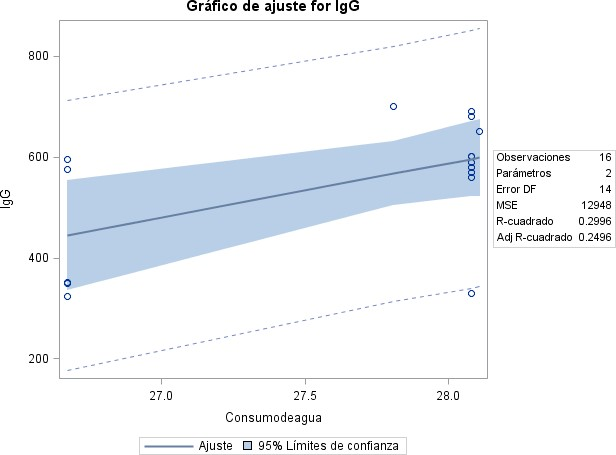 Gráfico de ajuste for IgG
800
600
400
200
IgG
27.0 27.5 28.0
Consumodeagua
Observaciones 16
Parámetros 2
Error DF 14
MSE 12948
R-cuadrado 0.2996
Adj R-cuadrado 0.2496
Ajuste 95% Límites de confianza